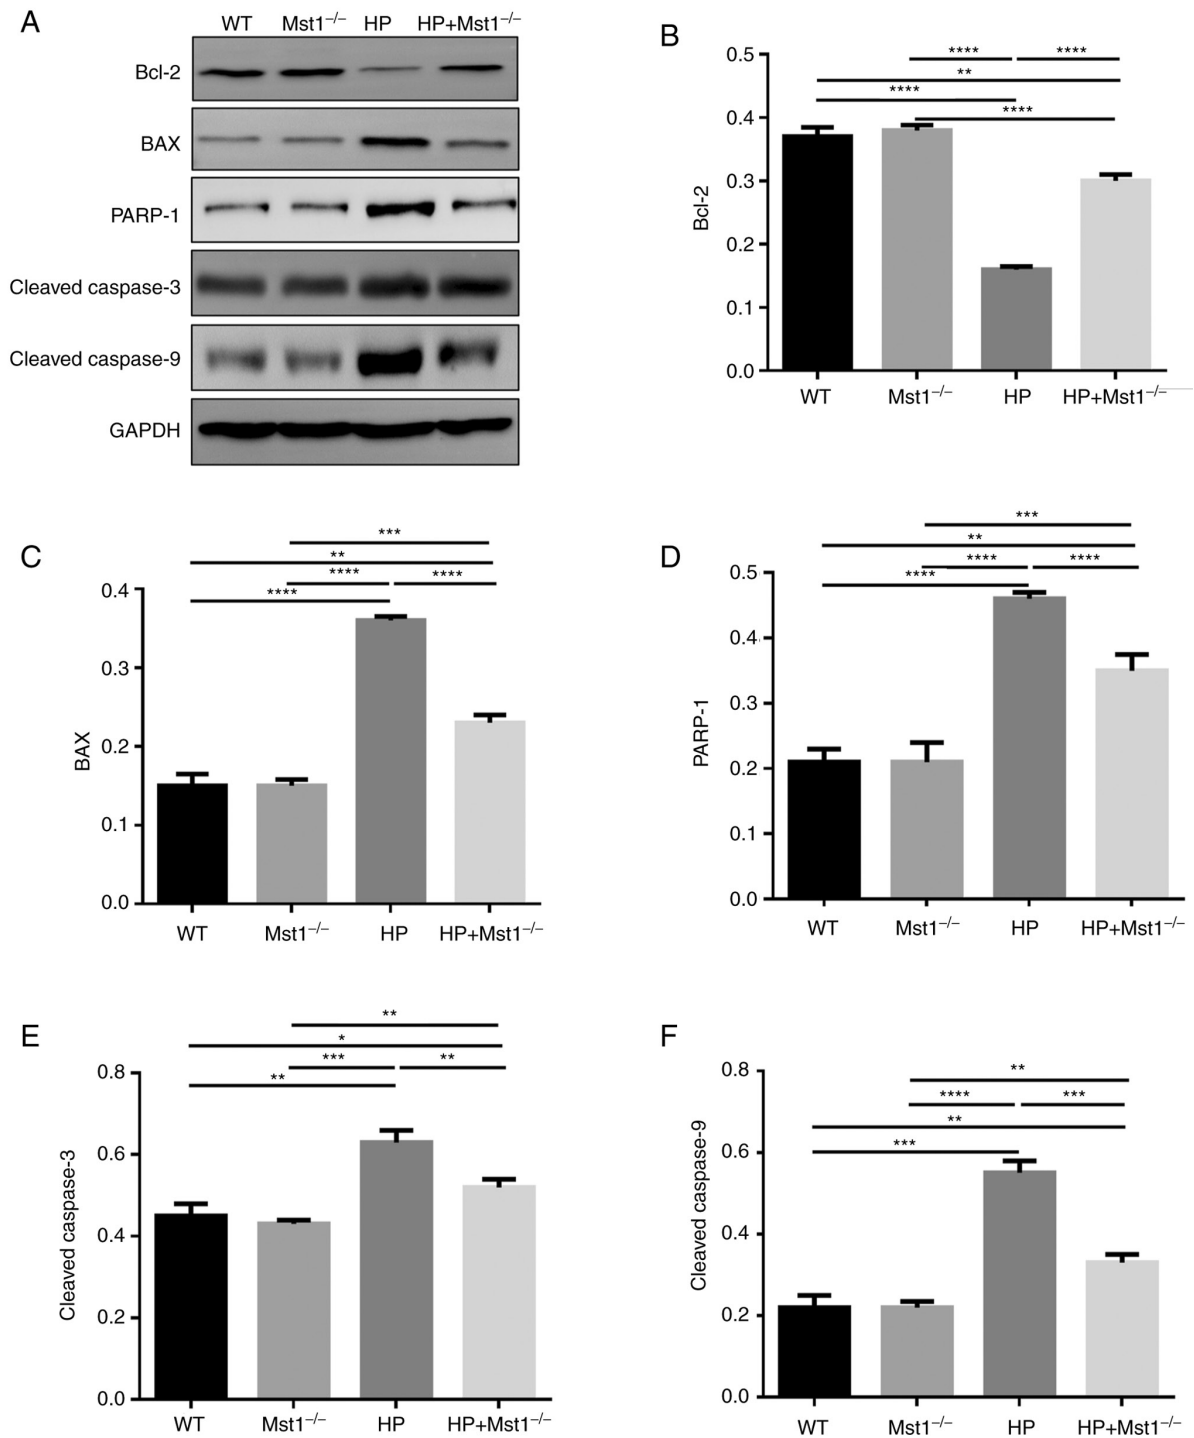 A
WT Mst1⁻/⁻ HP HP+Mst1⁻/⁻
Bcl-2
BAX
PARP-1
Cleaved caspase-3
Cleaved caspase-9
GAPDH
B
**** ****
**
****
****
0.5
0.4
0.3
0.2
0.1
0.0
Bcl-2
WT Mst1⁻/⁻ HP HP+Mst1⁻/⁻
C
***
**
**** ****
****
0.4
0.3
0.2
0.1
0.0
BAX
WT Mst1⁻/⁻ HP HP+Mst1⁻/⁻
D
***
**
**** ****
****
0.5
0.4
0.3
0.2
0.1
0.0
PARP-1
WT Mst1⁻/⁻ HP HP+Mst1⁻/⁻
E
**
*
*** **
**
0.8
0.6
0.4
0.2
0.0
Cleaved caspase-3
WT Mst1⁻/⁻ HP HP+Mst1⁻/⁻
F
**
**** ***
**
***
0.8
0.6
0.4
0.2
0.0
Cleaved caspase-9
WT Mst1⁻/⁻ HP HP+Mst1⁻/⁻